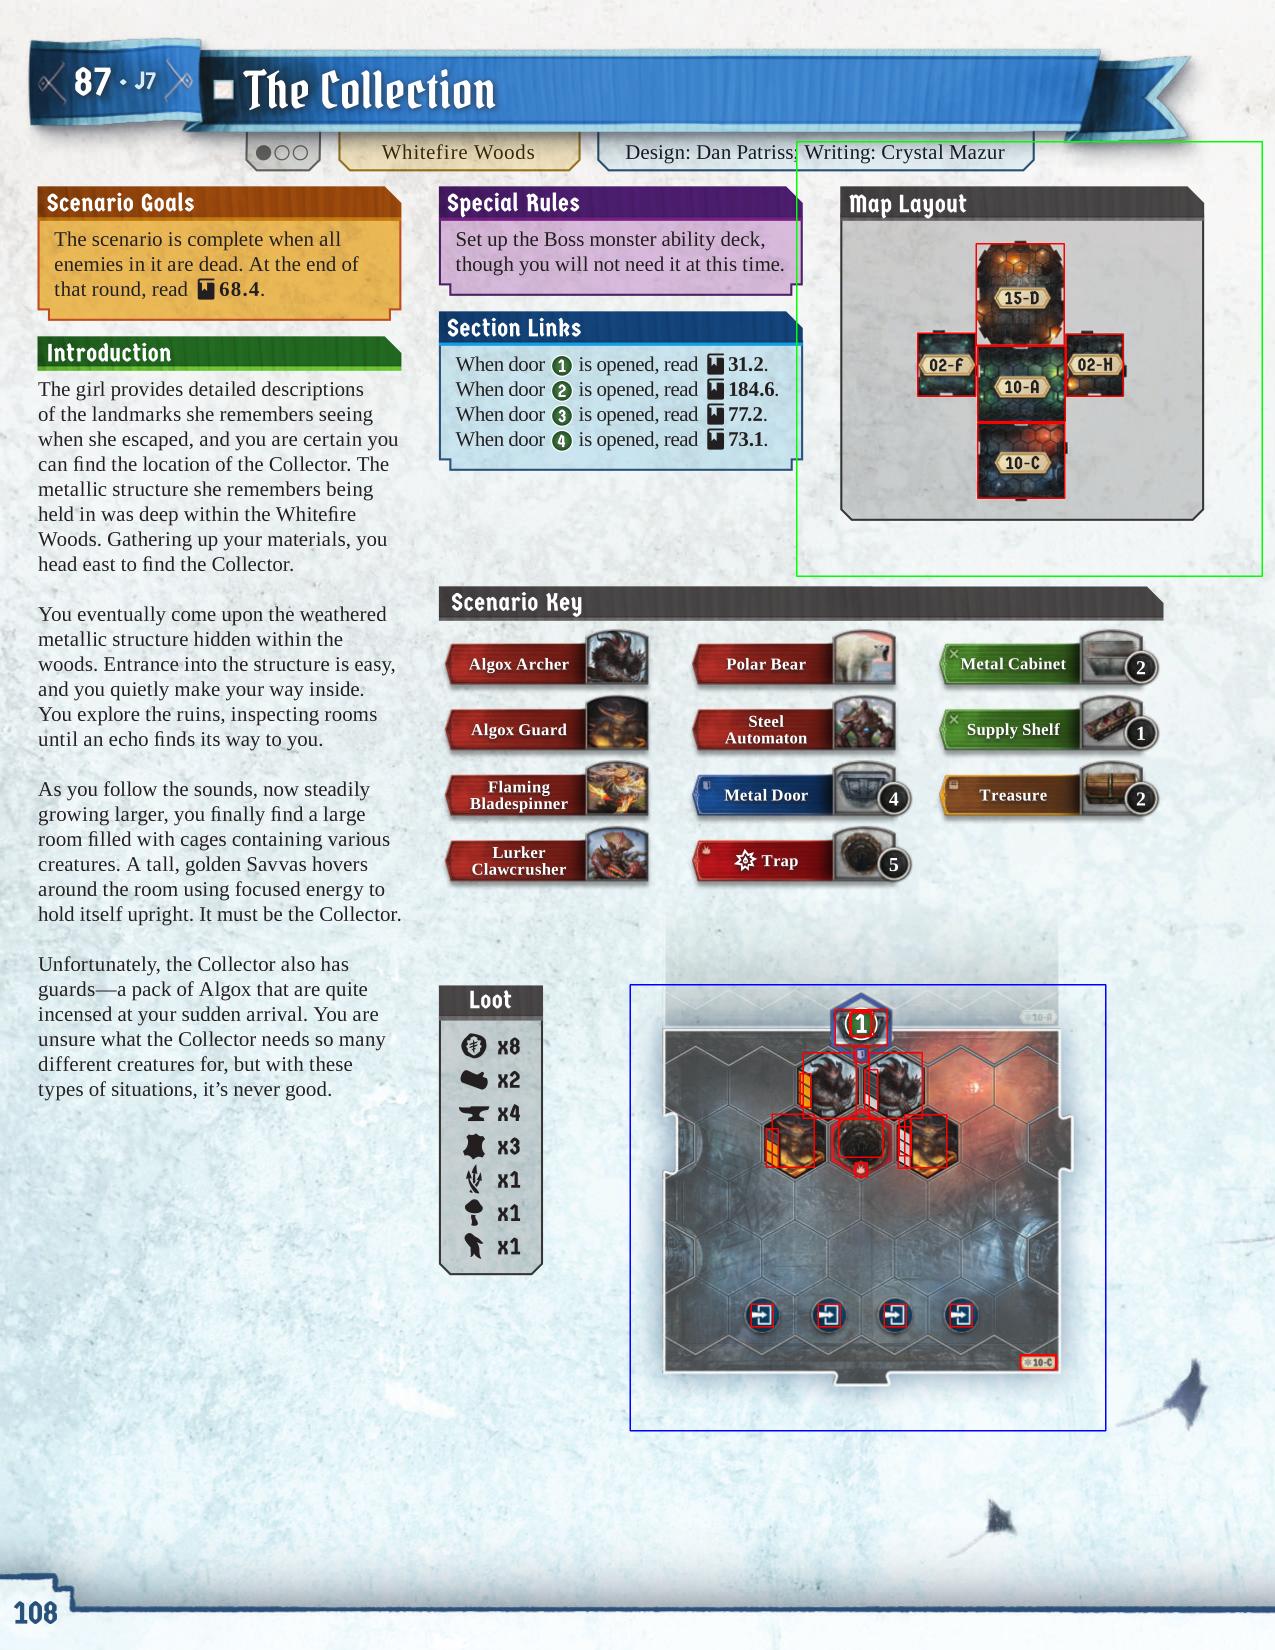 87 · J7
The Collection
Whitefire Woods
Design: Dan Patriss; Writing: Crystal Mazur
Scenario Goals
The scenario is complete when all
enemies in it are dead. At the end of
that round, read 68.4.
Introduction
The girl provides detailed descriptions
of the landmarks she remembers seeing
when she escaped, and you are certain you
can find the location of the Collector. The
metallic structure she remembers being
held in was deep within the Whitefire
Woods. Gathering up your materials, you
head east to find the Collector.
You eventually come upon the weathered
metallic structure hidden within the
woods. Entrance into the structure is easy,
and you quietly make your way inside.
You explore the ruins, inspecting rooms
until an echo finds its way to you.
As you follow the sounds, now steadily
growing larger, you finally find a large
room filled with cages containing various
creatures. A tall, golden Savvas hovers
around the room using focused energy to
hold itself upright. It must be the Collector.
Unfortunately, the Collector also has
guards—a pack of Algox that are quite
incensed at your sudden arrival. You are
unsure what the Collector needs so many
different creatures for, but with these
types of situations, it’s never good.
Special Rules
Set up the Boss monster ability deck,
though you will not need it at this time.
Section Links
When door 1 is opened, read 31.2.
When door 2 is opened, read 184.6.
When door 3 is opened, read 77.2.
When door 4 is opened, read 73.1.
Map Layout
15-D
02-F
02-H
10-A
10-C
Scenario Key
Algox Archer
Polar Bear
Metal Cabinet
2
Algox Guard
Steel
Automaton
Supply Shelf
1
Flaming
Bladespinner
Metal Door
4
Treasure
2
Lurker
Clawcrusher
Trap
5
Loot
x8
x2
x4
x3
x1
x1
x1
10-A
1
10-C
108